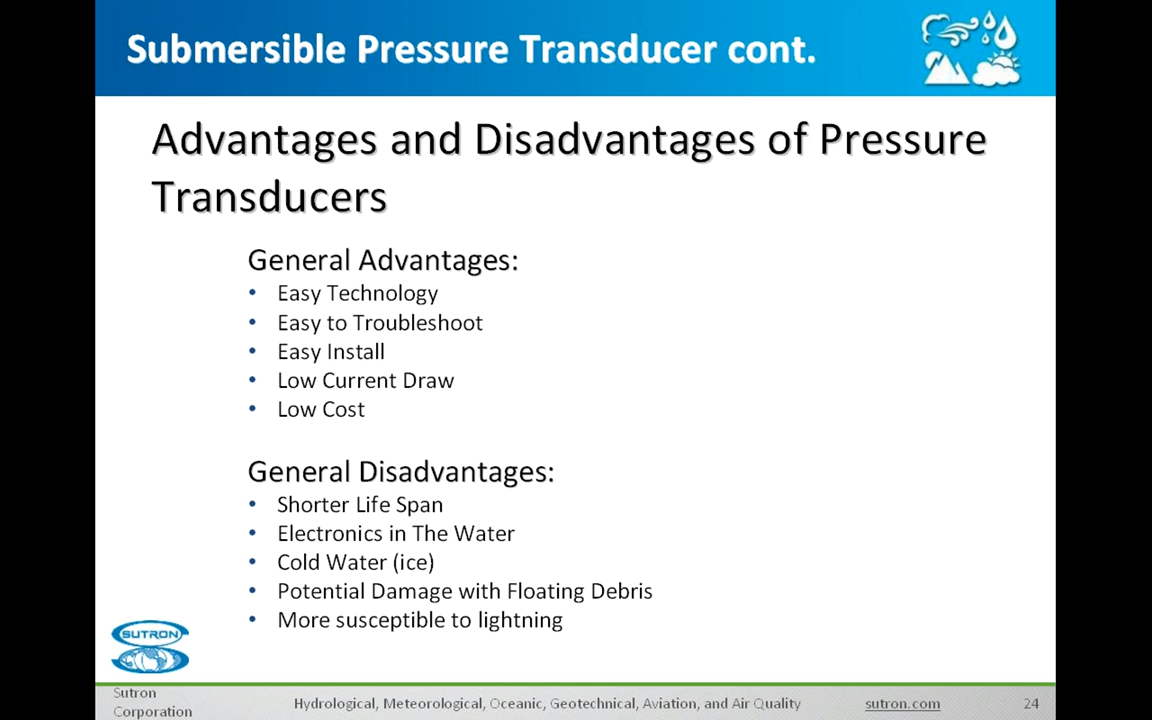 Submersible Pressure Transducer cont.
Advantages and Disadvantages of Pressure
Transducers
General Advantages:
• Easy Technology
• Easy to Troubleshoot
• Easy Install
• Low Current Draw
• Low Cost
General Disadvantages:
• Shorter Life Span
• Electronics in The Water
• Cold Water (ice)
• Potential Damage with Floating Debris
• More susceptible to lightning
SUTRON
Sutron
Corporation
Hydrological, Meteorological, Oceanic, Geotechnical, Aviation, and Air Quality
sutron.com
24